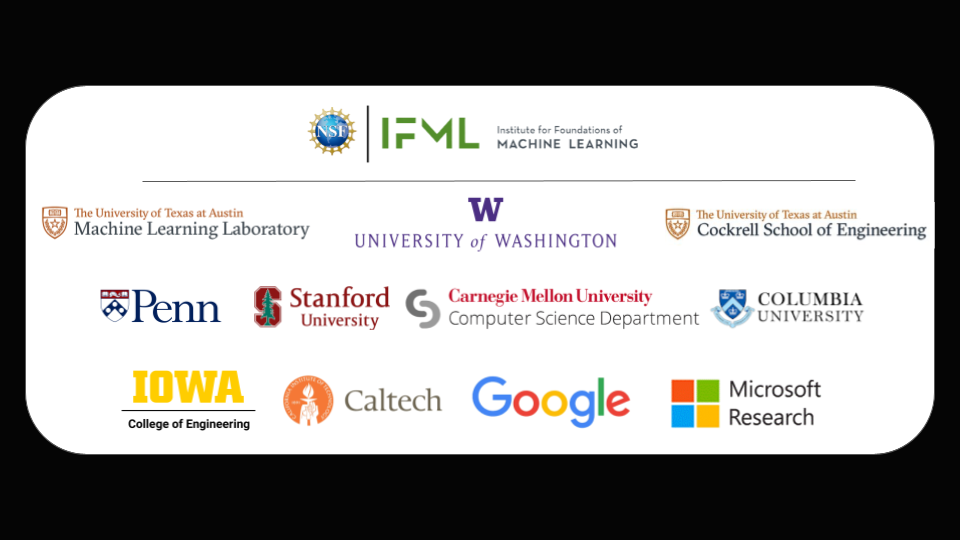 NSF
IFML
Institute for Foundations of
MACHINE LEARNING
The University of Texas at Austin
Machine Learning Laboratory
W
UNIVERSITY of WASHINGTON
The University of Texas at Austin
Cockrell School of Engineering
Penn
Stanford
University
Carnegie Mellon University
Computer Science Department
COLUMBIA
UNIVERSITY
IOWA
College of Engineering
Caltech
Google
Microsoft
Research